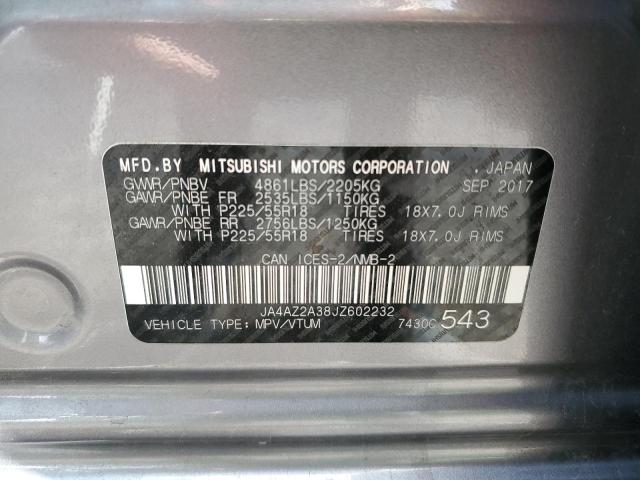 MFD.BY MITSUBISHI MOTORS CORPORATION . JAPAN
GVWR/PNBV 4861LBS/2205KG SEP 2017
GAWR/PNBE FR 2535LBS/1150KG
WITH P225/55R18 TIRES 18X7.0J RIMS
GAWR/PNBE RR 2756LBS/1250KG
WITH P225/55R18 TIRES 18X7.0J RIMS
CAN ICES-2/NMB-2
JA4AZ2A38JZ602232
VEHICLE TYPE: MPV/VTUM 7430C 543